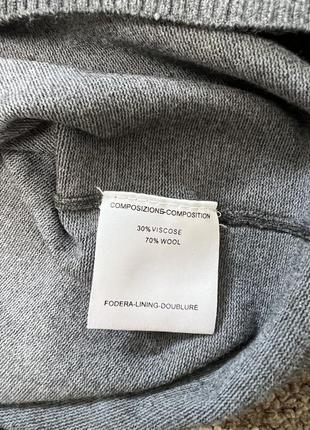 COMPOSIZIONS-COMPOSITION
30% VISCOSE
70% WOOL
FODERA-LINING-DOUBLURE